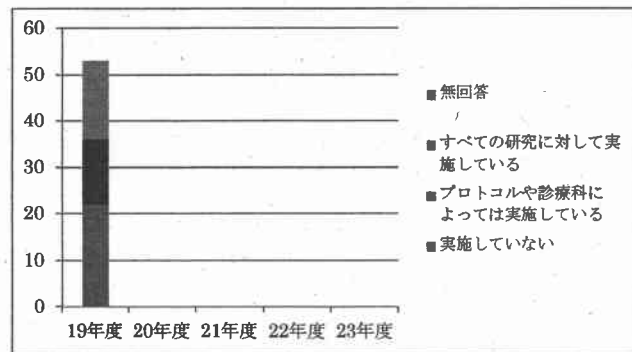 60
50
40
30
20
10
0
19年度 20年度 21年度 22年度 23年度
■無回答
■すべての研究に対して実
施している
■プロトコルや診療科に
よっては実施している
■実施していない